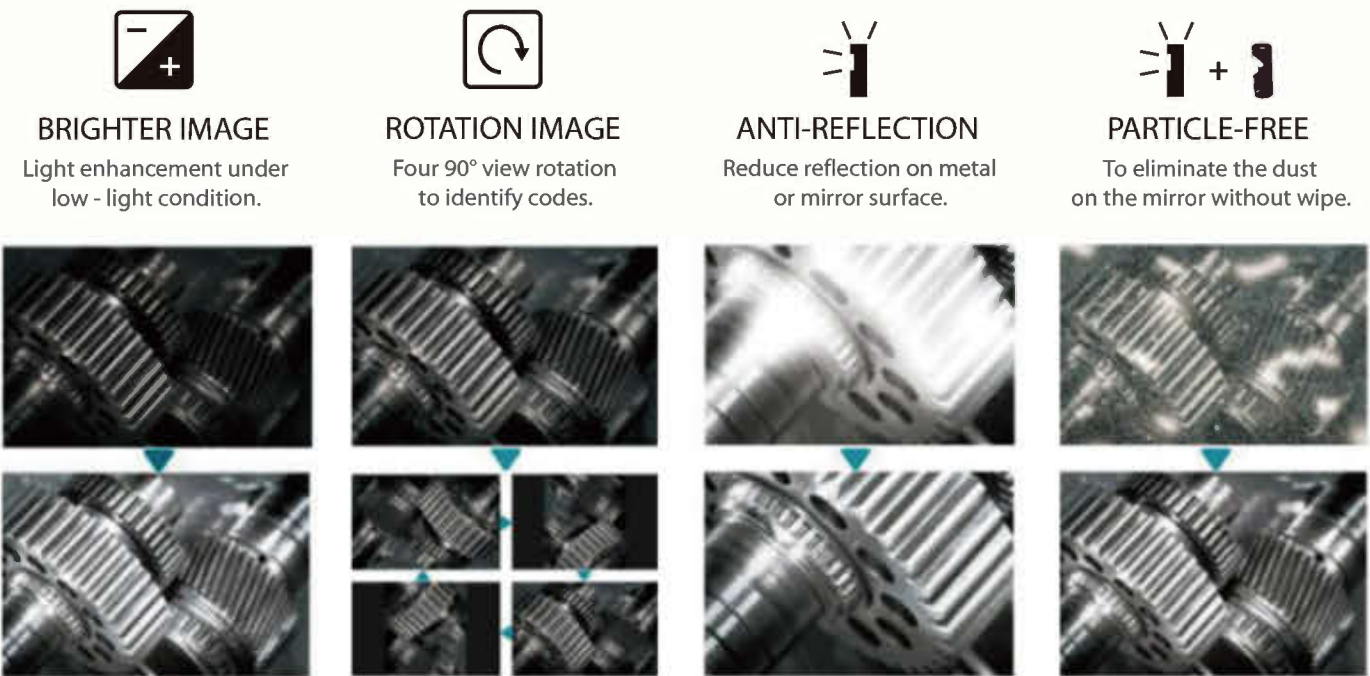 BRIGHTER IMAGE
Light enhancement under
low - light condition.
ROTATION IMAGE
Four 90° view rotation
to identify codes.
ANTI-REFLECTION
Reduce reflection on metal
or mirror surface.
PARTICLE-FREE
To eliminate the dust
on the mirror without wipe.